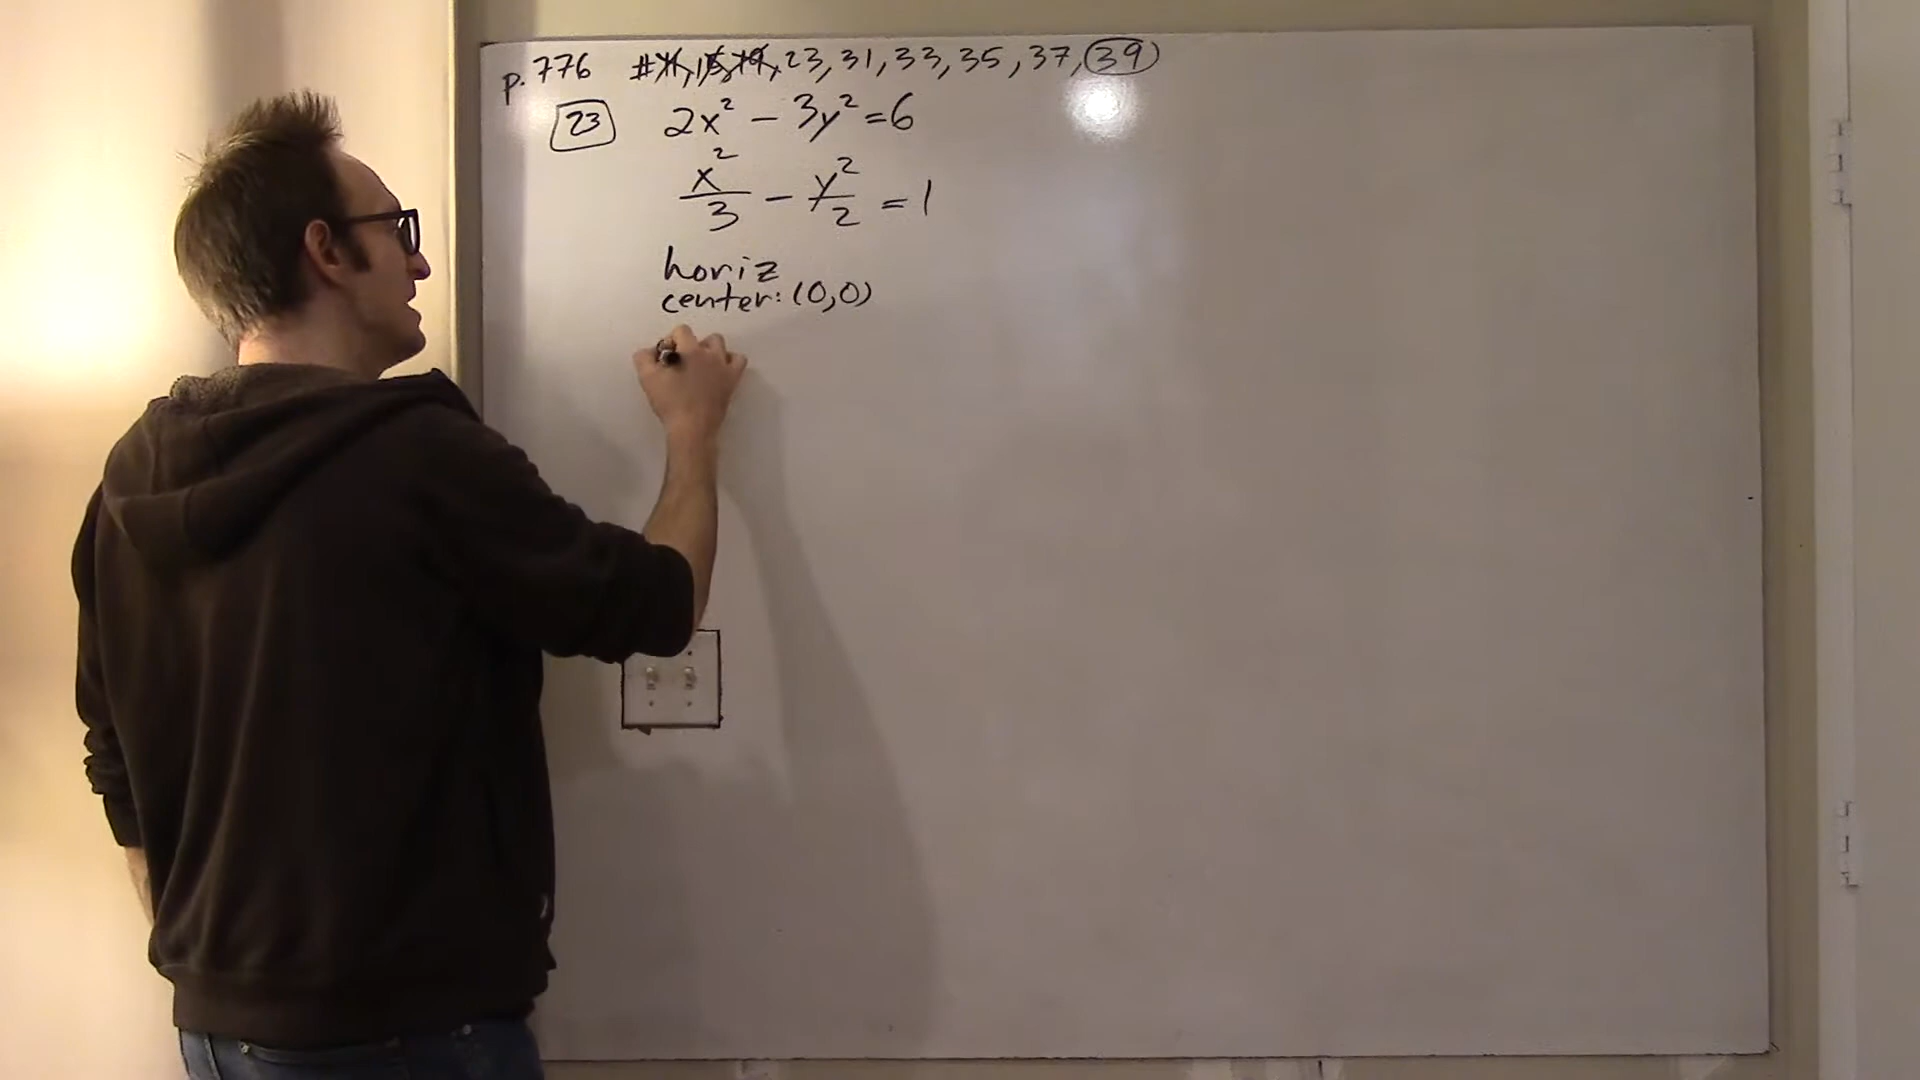 p. 776 #11, 15, 19, 23, 31, 33, 35, 37, 39
23 2x² - 3y² = 6
x²/3 - y²/2 = 1
horiz
center: (0,0)